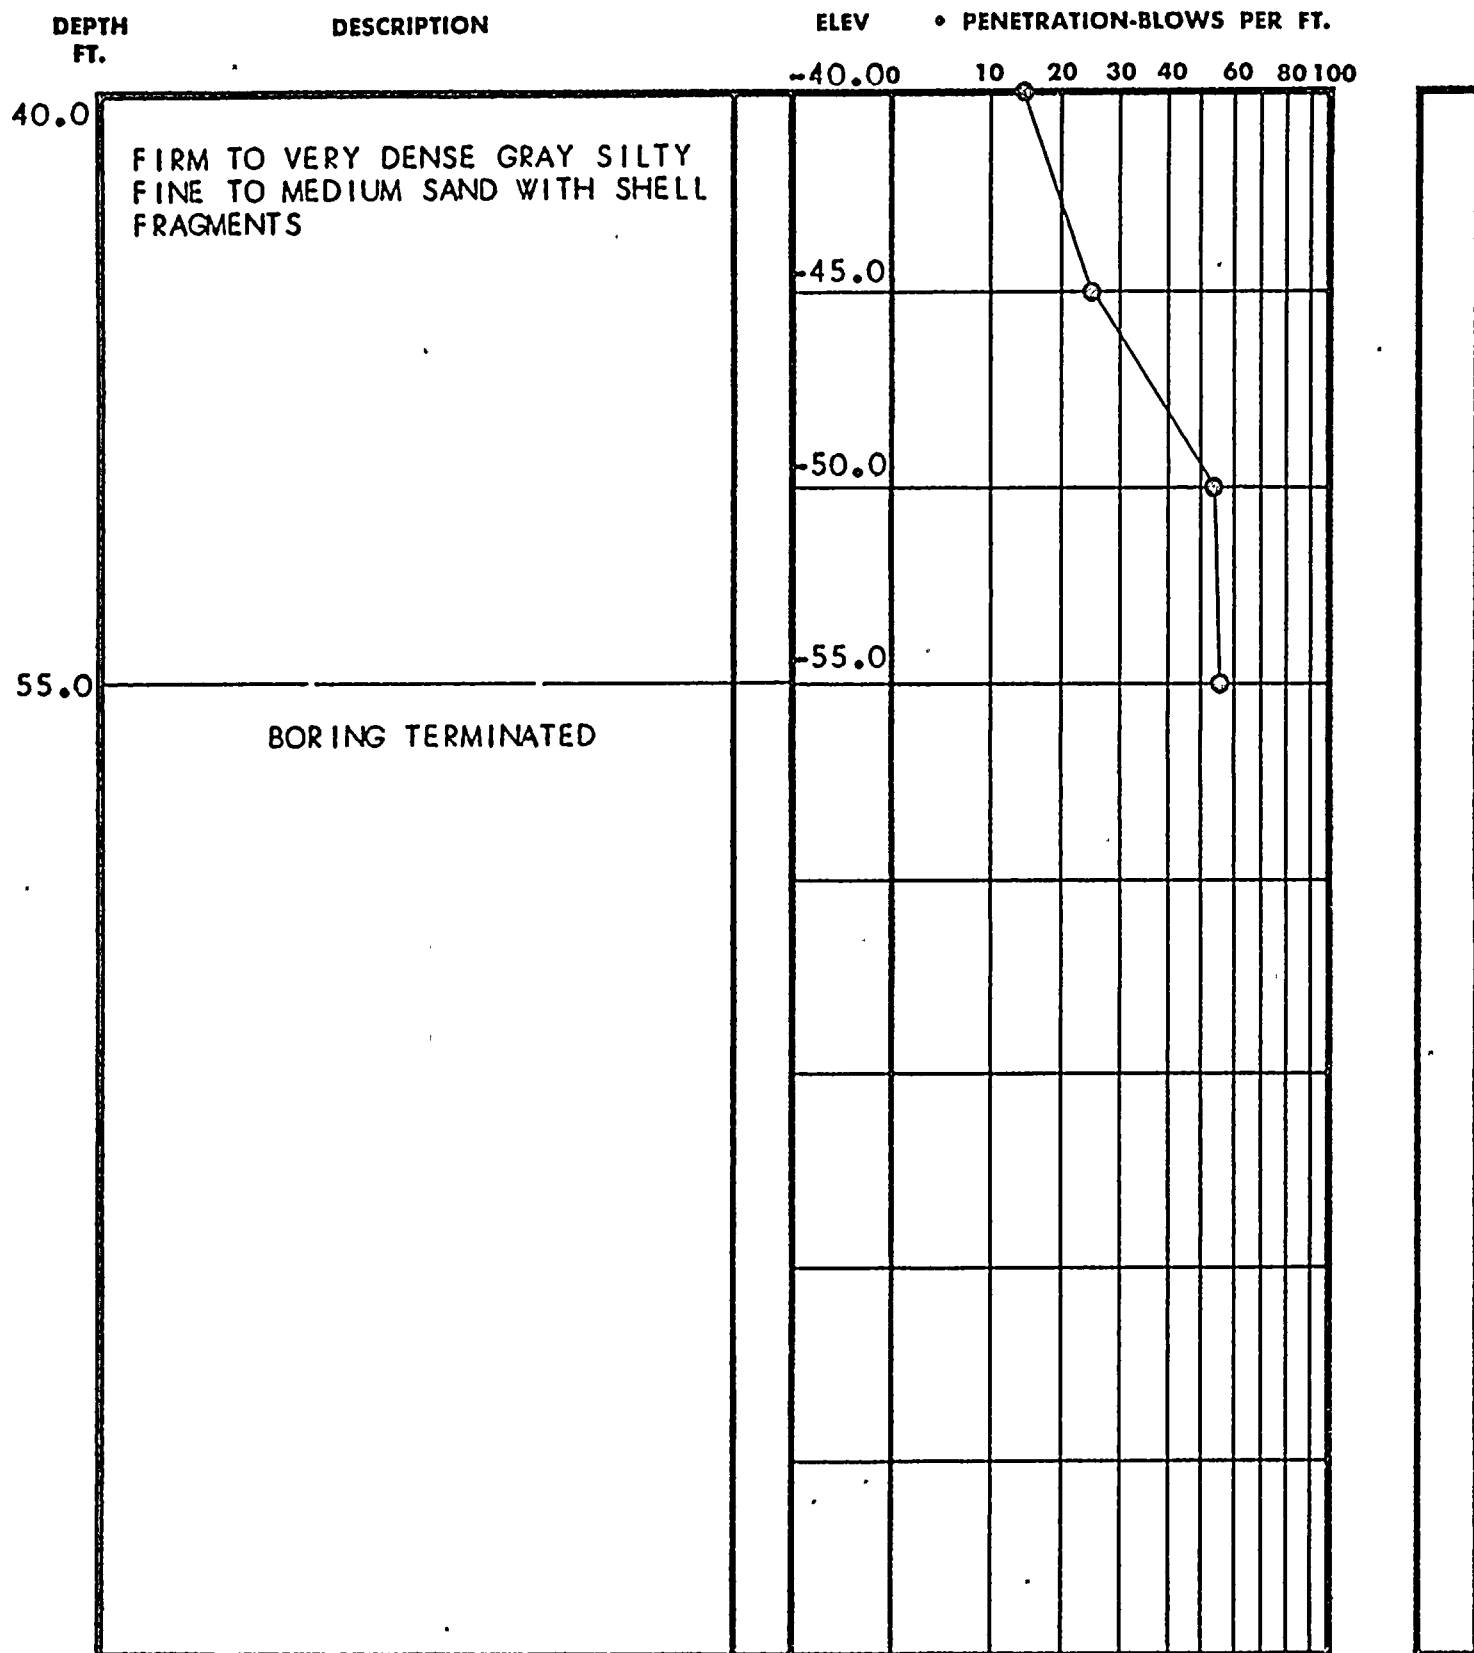 DEPTH FT. DESCRIPTION ELEV • PENETRATION-BLOWS PER FT.
-40.0 0 10 20 30 40 60 80 100
40.0
FIRM TO VERY DENSE GRAY SILTY
FINE TO MEDIUM SAND WITH SHELL
FRAGMENTS
-45.0
-50.0
-55.0
55.0
BORING TERMINATED